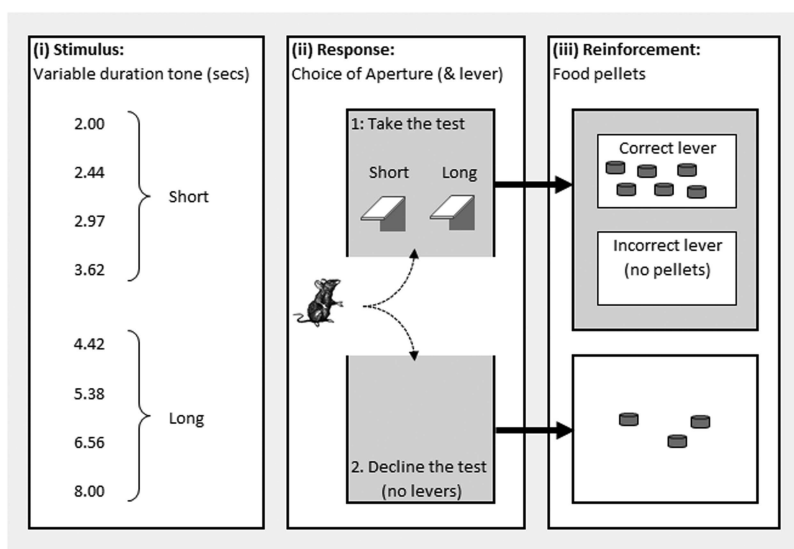 (i) Stimulus:
Variable duration tone (secs)
2.00
2.44
2.97
3.62
Short
4.42
5.38
6.56
8.00
Long
(ii) Response:
Choice of Aperture (& lever)
1: Take the test
Short
Long
2. Decline the test
(no levers)
(iii) Reinforcement:
Food pellets
Correct lever
Incorrect lever
(no pellets)